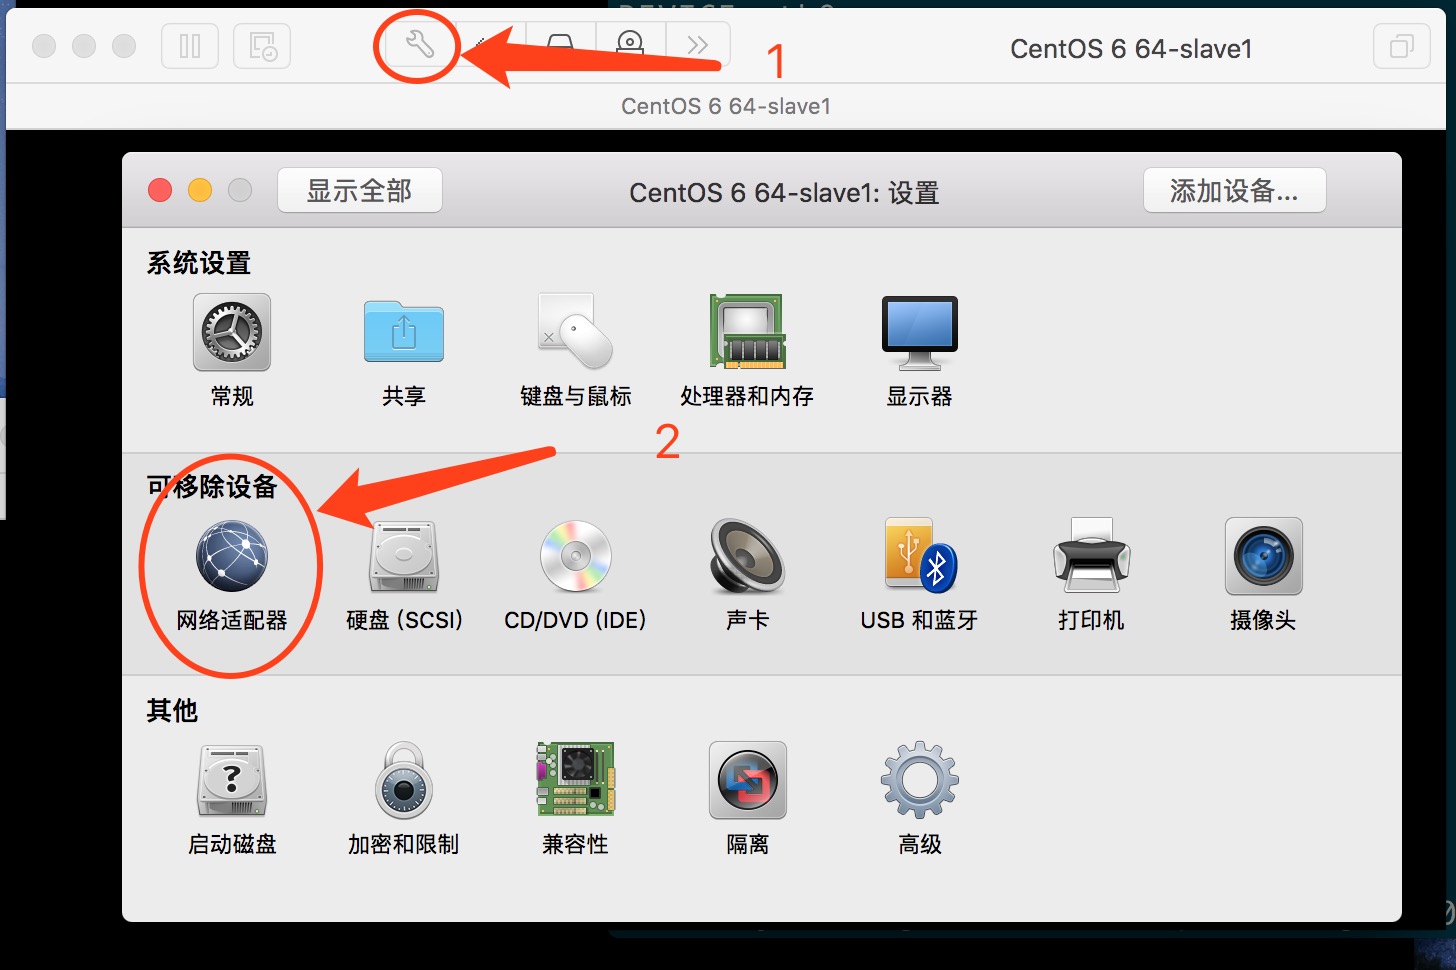 CentOS 6 64-slave1
1
CentOS 6 64-slave1
显示全部
CentOS 6 64-slave1: 设置
添加设备...
系统设置
常规
共享
键盘与鼠标
处理器和内存
显示器
2
可移除设备
网络适配器
硬盘 (SCSI)
CD/DVD (IDE)
声卡
USB 和蓝牙
打印机
摄像头
其他
?
启动磁盘
加密和限制
兼容性
隔离
高级